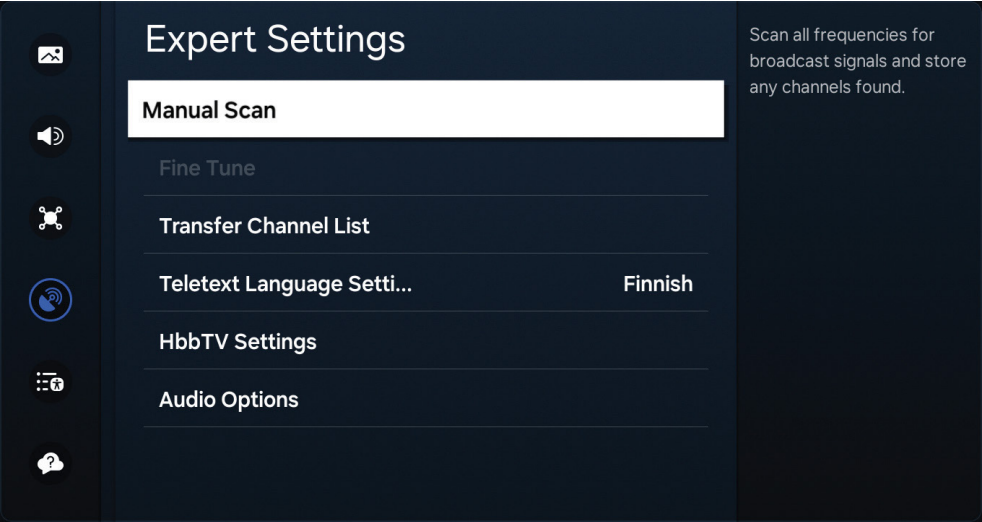 Expert Settings
Manual Scan
Fine Tune
Transfer Channel List
Teletext Language Setti... Finnish
HbbTV Settings
Audio Options
Scan all frequencies for
broadcast signals and store
any channels found.